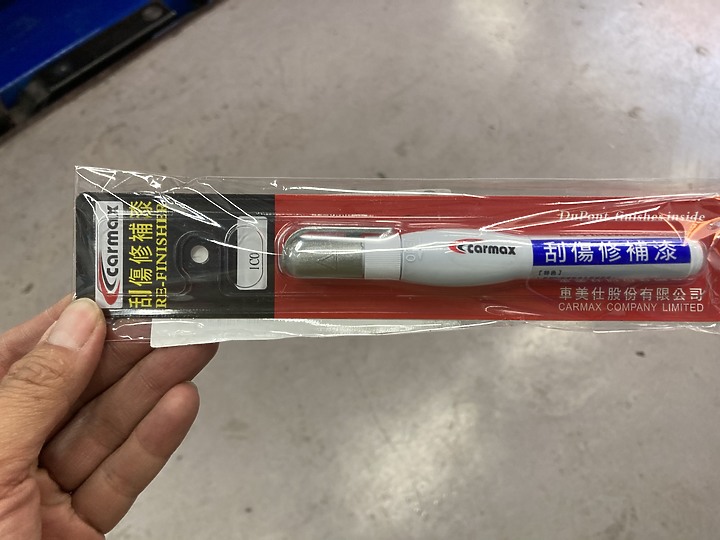 carmax
刮傷修補漆
RE-FINISHER
1C0
DuPont finishes inside
carmax
刮傷修補漆
車美仕股份有限公司
CARMAX COMPANY LIMITED